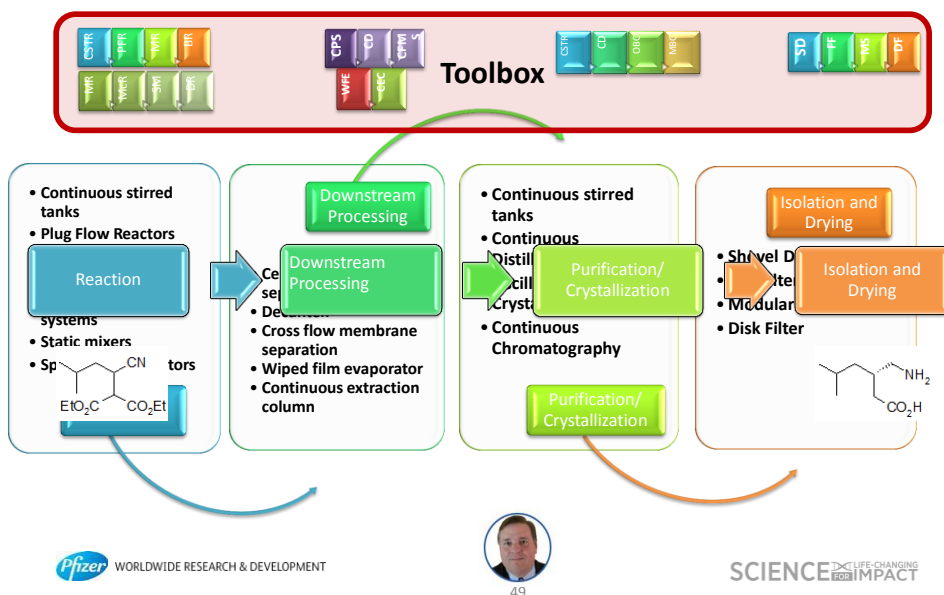 CSTR
PFR
MR
BR
MR
McR
SM
DR
CPS
CD
CFM
S
WFE
CEC
Toolbox
CSTR
CD
OBC
MBC
SD
FF
MS
DF
• Continuous stirred
tanks
• Plug Flow Reactors
Reaction
systems
• Static mixers
CN
EtO2C
CO2Et
Downstream
Processing
Downstream
Processing
• Cross flow membrane
separation
• Wiped film evaporator
• Continuous extraction
column
• Continuous stirred
tanks
• Continuous
Purification/
Crystallization
• Continuous
Chromatography
Purification/
Crystallization
Isolation and
Drying
Isolation and
Drying
• Modular
• Disk Filter
NH2
CO2H
Pfizer WORLDWIDE RESEARCH & DEVELOPMENT
49
SCIENCE FOR LIFE-CHANGING IMPACT